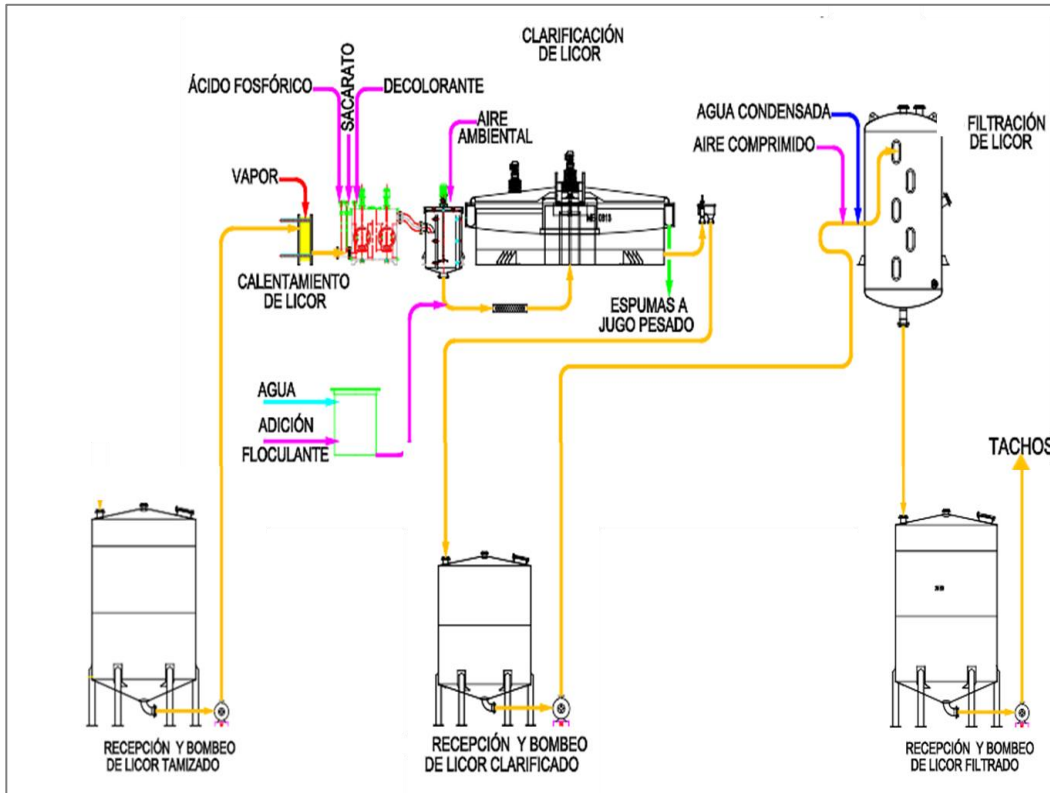 CLARIFICACIÓN
DE LICOR
ÁCIDO FOSFÓRICO
SACARATO
DECOLORANTE
AIRE
AMBIENTAL
AGUA CONDENSADA
AIRE COMPRIMIDO
FILTRACIÓN
DE LICOR
VAPOR
CALENTAMIENTO
DE LICOR
ESPUMAS A
JUGO PESADO
AGUA
ADICIÓN
FLOCULANTE
TACHOS
RECEPCIÓN Y BOMBEO
DE LICOR TAMIZADO
RECEPCIÓN Y BOMBEO
DE LICOR CLARIFICADO
RECEPCIÓN Y BOMBEO
DE LICOR FILTRADO